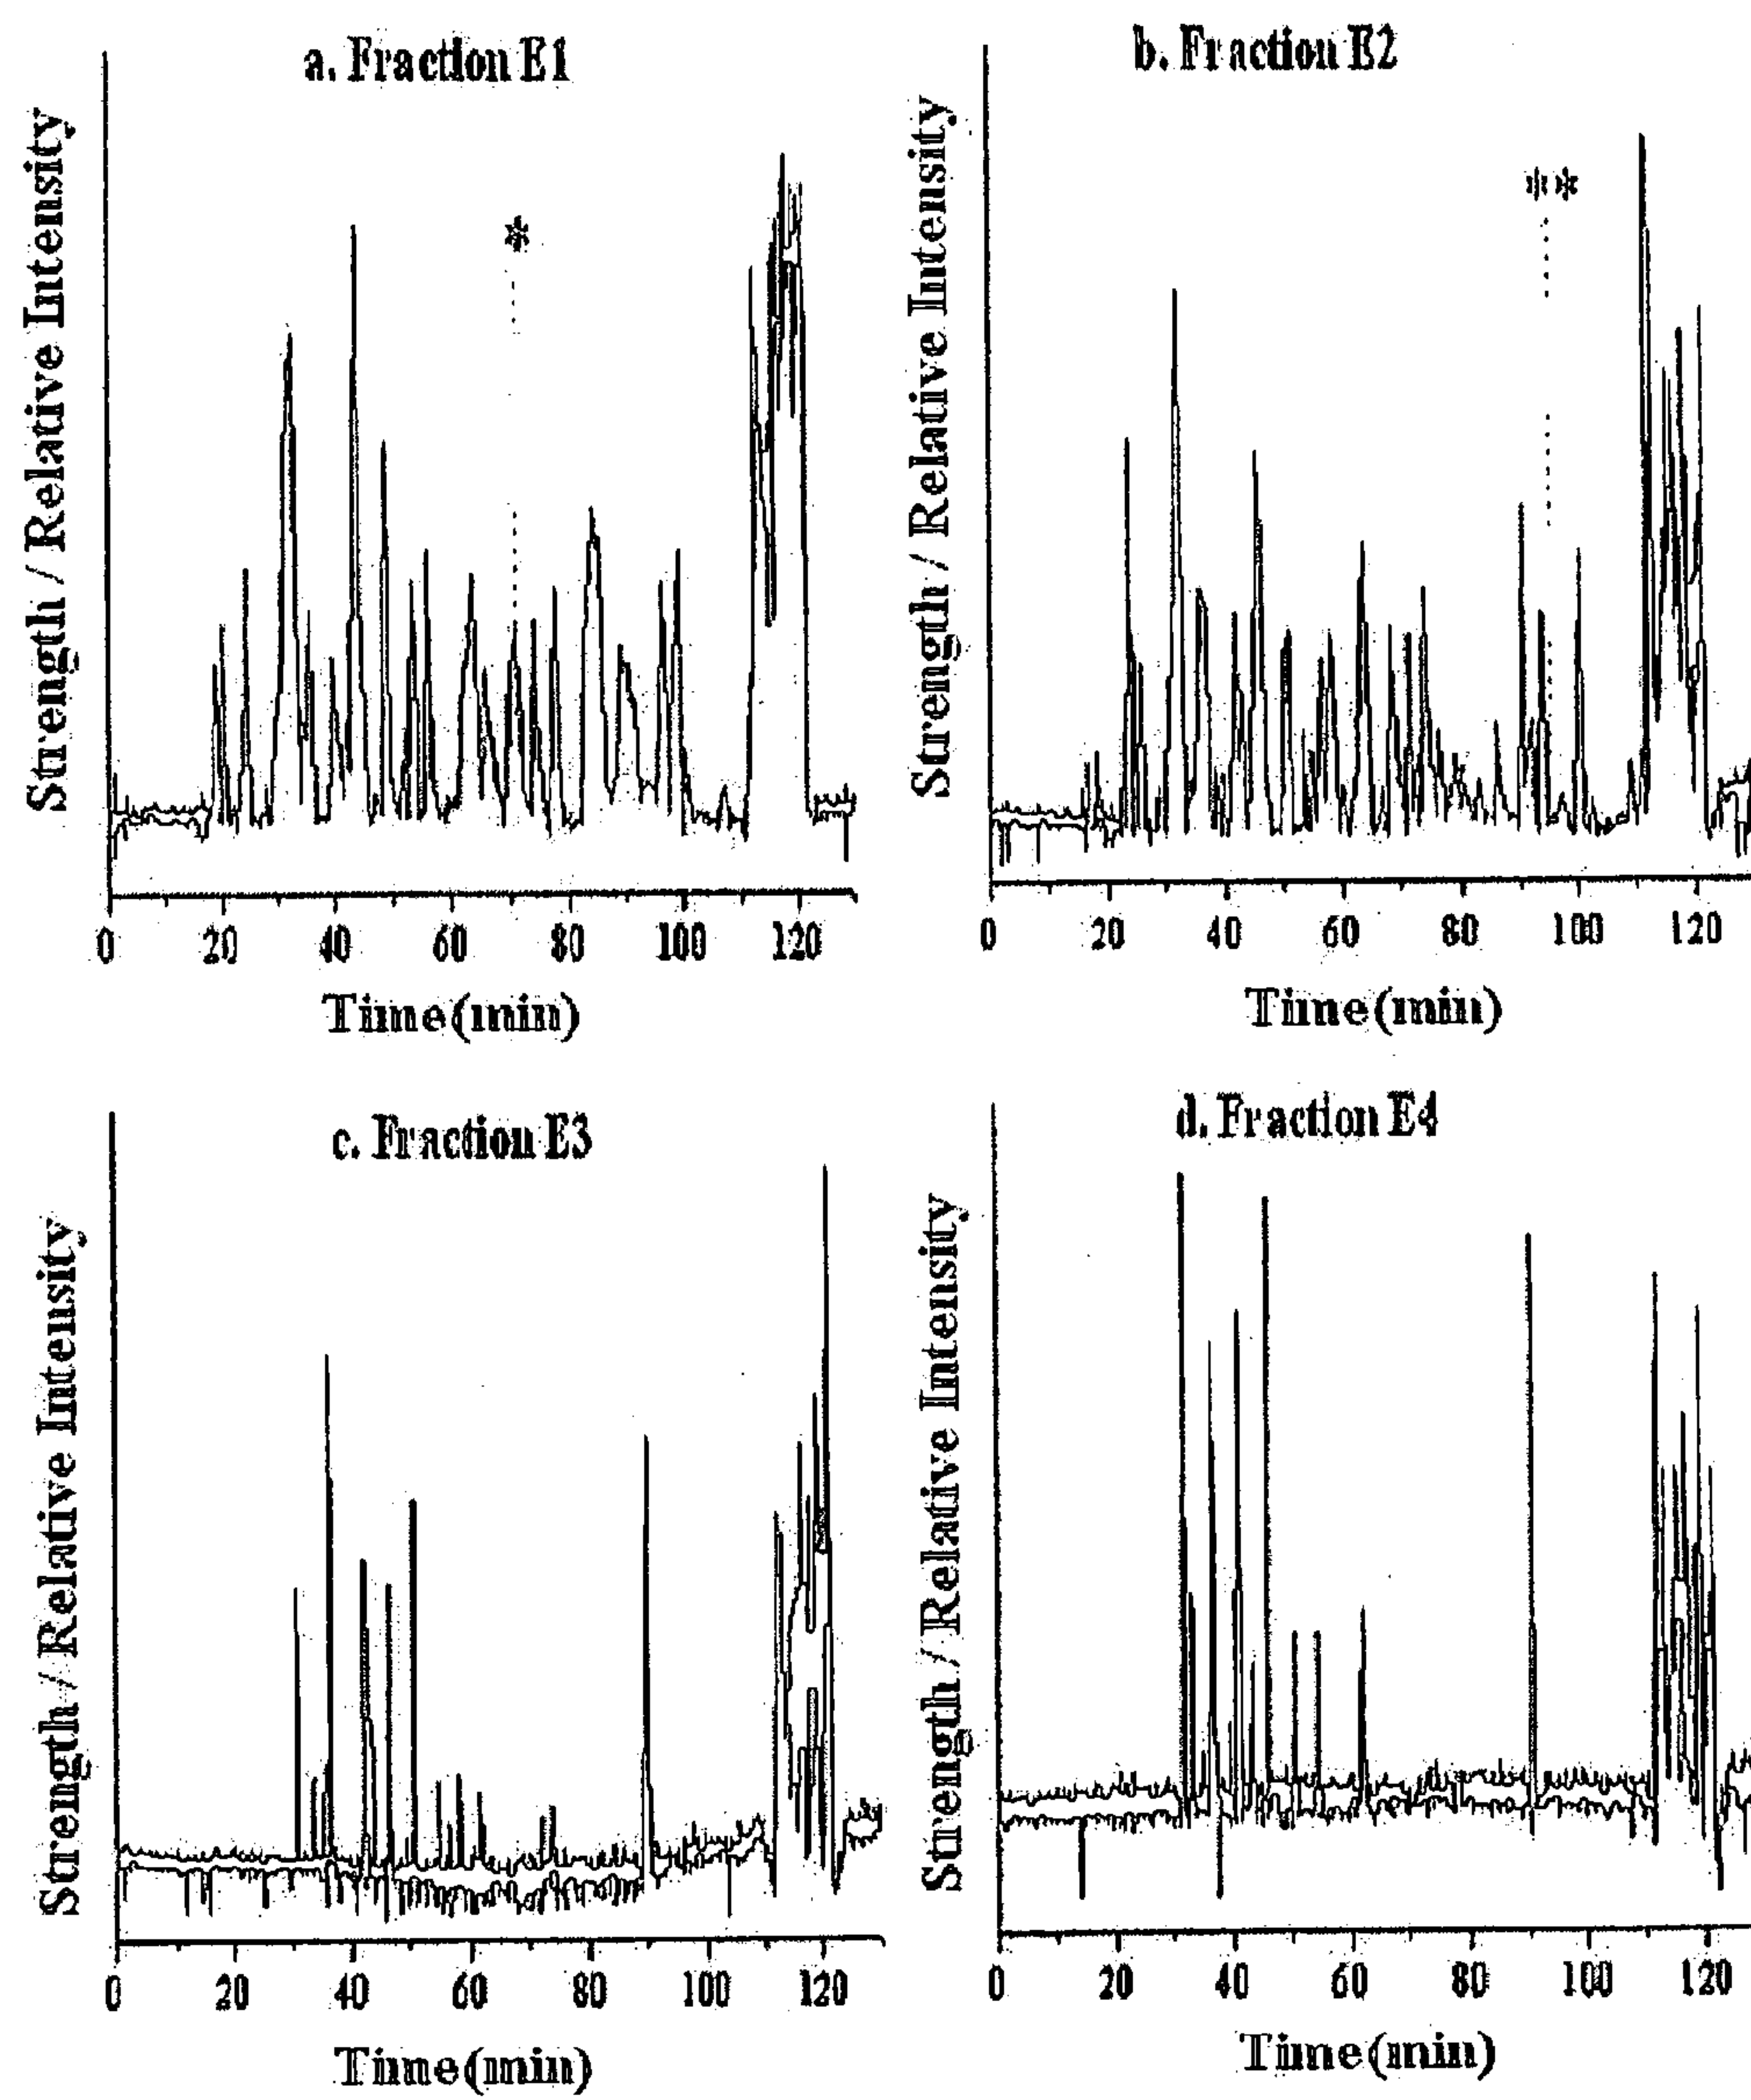 a. Fraction E1
Strength / Relative Intensity
*
0 20 40 60 80 100 120
Time(min)
b. Fraction E2
Strength / Relative Intensity
**
0 20 40 60 80 100 120
Time(min)
c. Fraction E3
Strength / Relative Intensity
0 20 40 60 80 100 120
Time(min)
d. Fraction E4
Strength / Relative Intensity
0 20 40 60 80 100 120
Time(min)